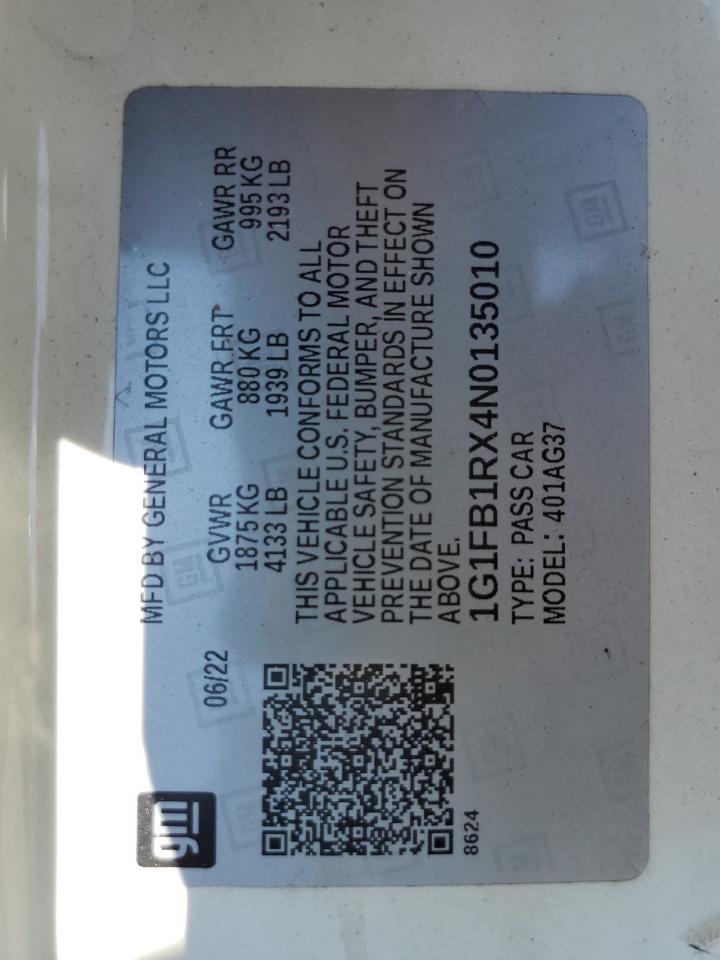 gm
06/22
MFD BY GENERAL MOTORS LLC
GVWR GAWR FRT GAWR RR
1875 KG 880 KG 995 KG
4133 LB 1939 LB 2193 LB
THIS VEHICLE CONFORMS TO ALL
APPLICABLE U.S. FEDERAL MOTOR
VEHICLE SAFETY, BUMPER, AND THEFT
PREVENTION STANDARDS IN EFFECT ON
THE DATE OF MANUFACTURE SHOWN
ABOVE.
1G1FB1RX4N0135010
TYPE: PASS CAR
MODEL: 401AG37
8624